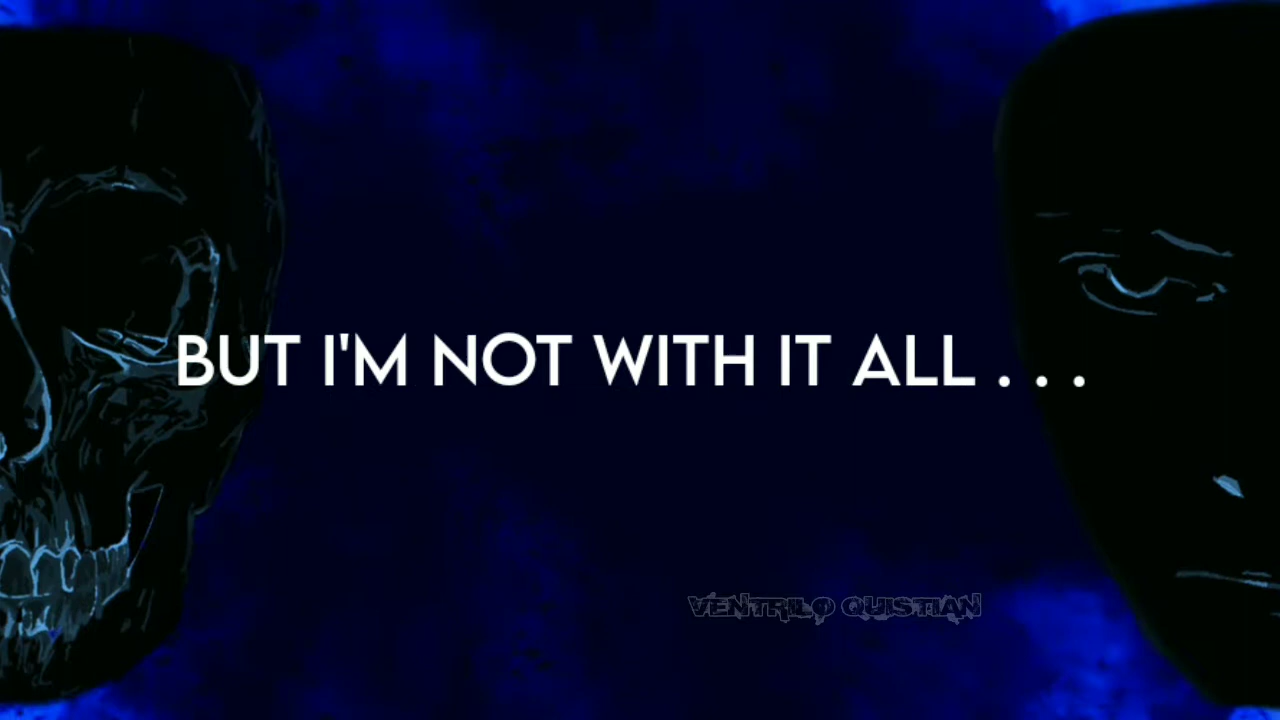 BUT I'M NOT WITH IT ALL . . .
VENTRILO QUISTIAN